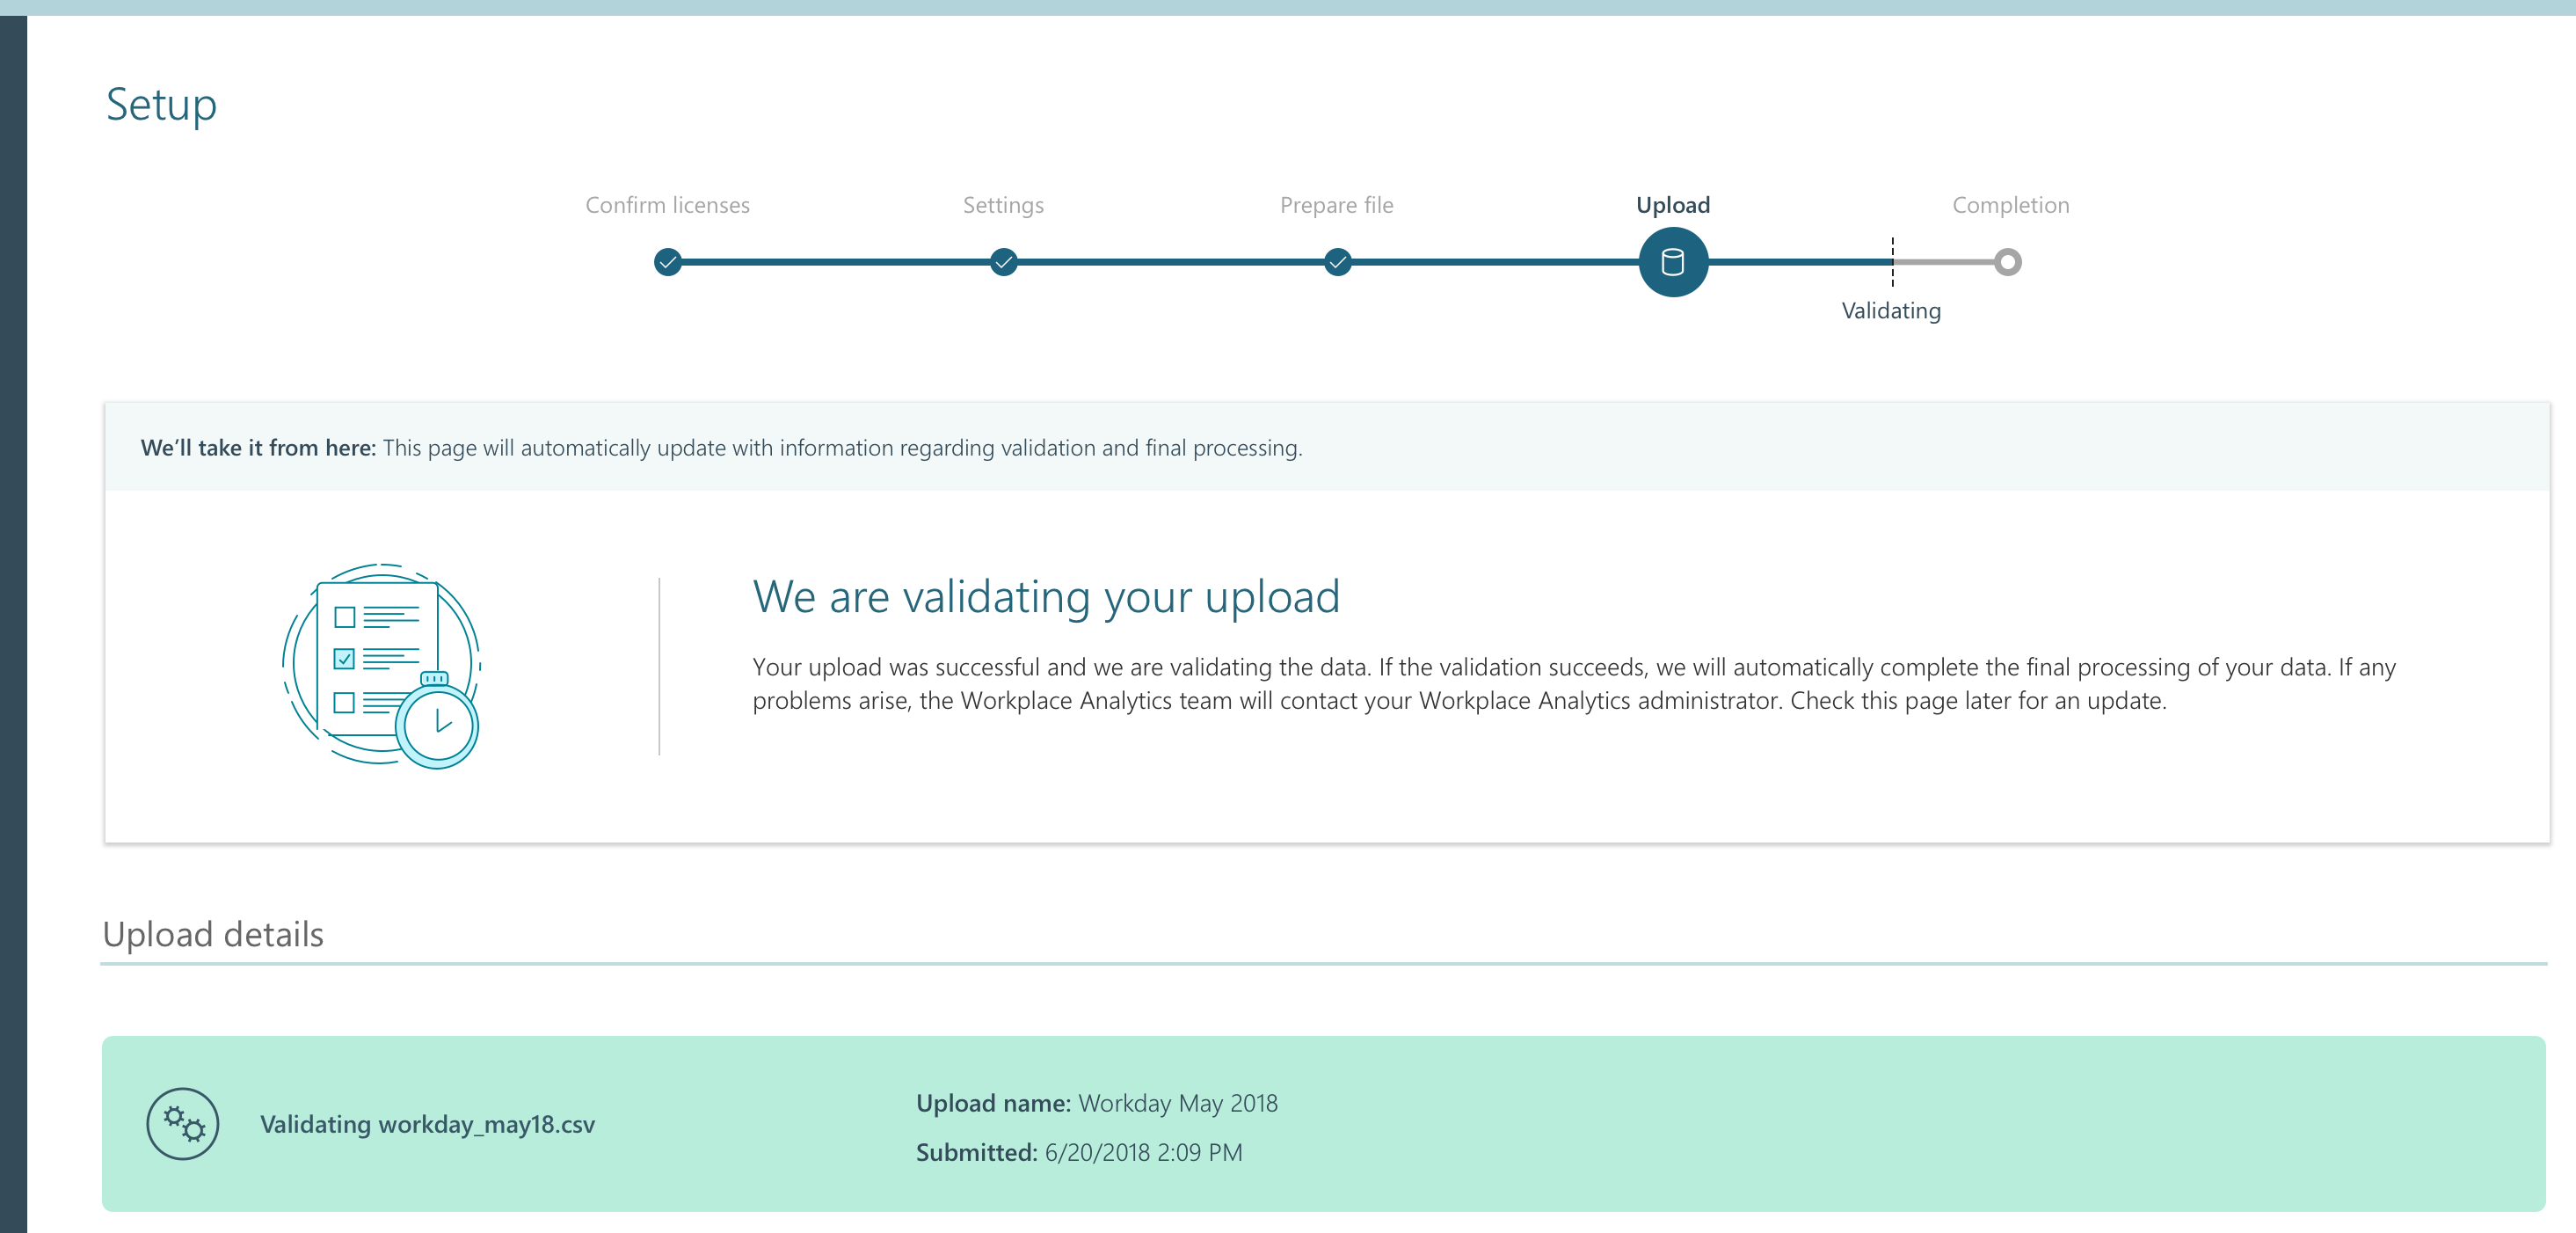 Setup
Confirm licenses
Settings
Prepare file
Upload
Completion
Validating
We’ll take it from here: This page will automatically update with information regarding validation and final processing.
We are validating your upload
Your upload was successful and we are validating the data. If the validation succeeds, we will automatically complete the final processing of your data. If any
problems arise, the Workplace Analytics team will contact your Workplace Analytics administrator. Check this page later for an update.
Upload details
Validating workday_may18.csv
Upload name: Workday May 2018
Submitted: 6/20/2018 2:09 PM